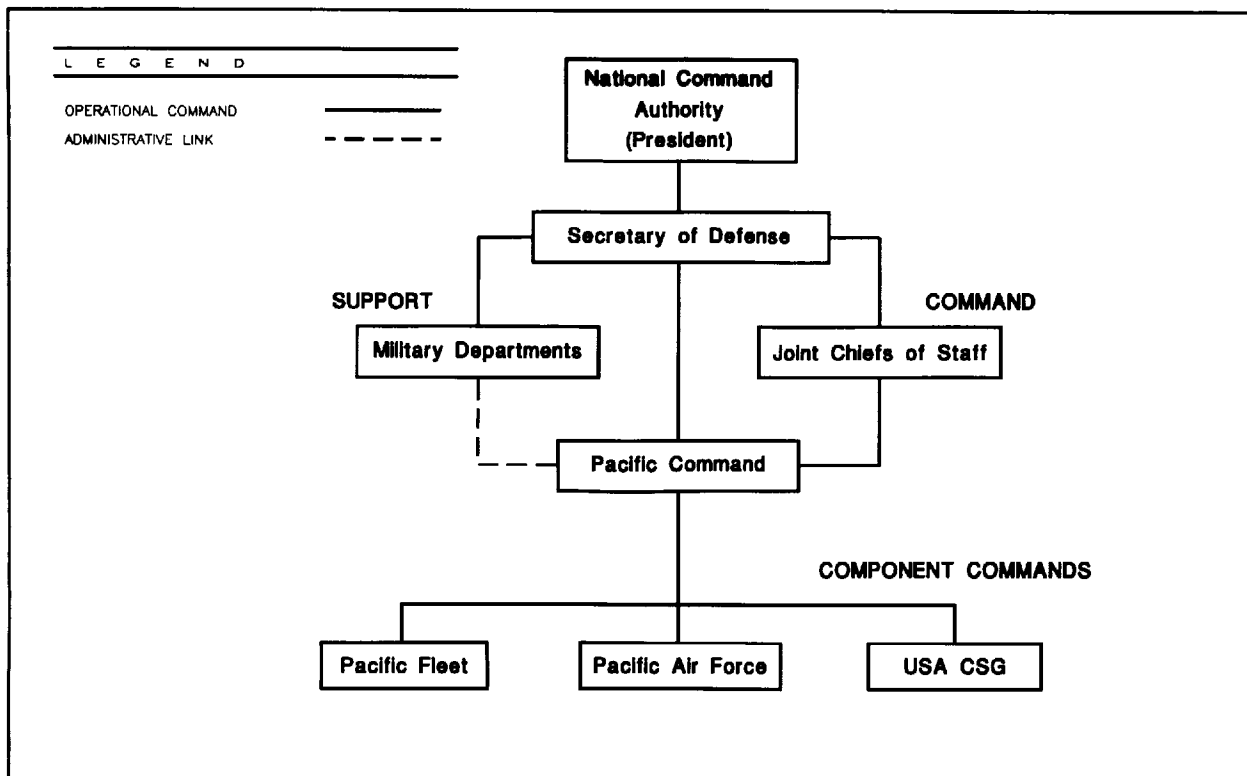 L E G E N D
OPERATIONAL COMMAND
ADMINISTRATIVE LINK
National Command
Authority
(President)
Secretary of Defense
SUPPORT
COMMAND
Military Departments
Joint Chiefs of Staff
Pacific Command
COMPONENT COMMANDS
Pacific Fleet
Pacific Air Force
USA CSG